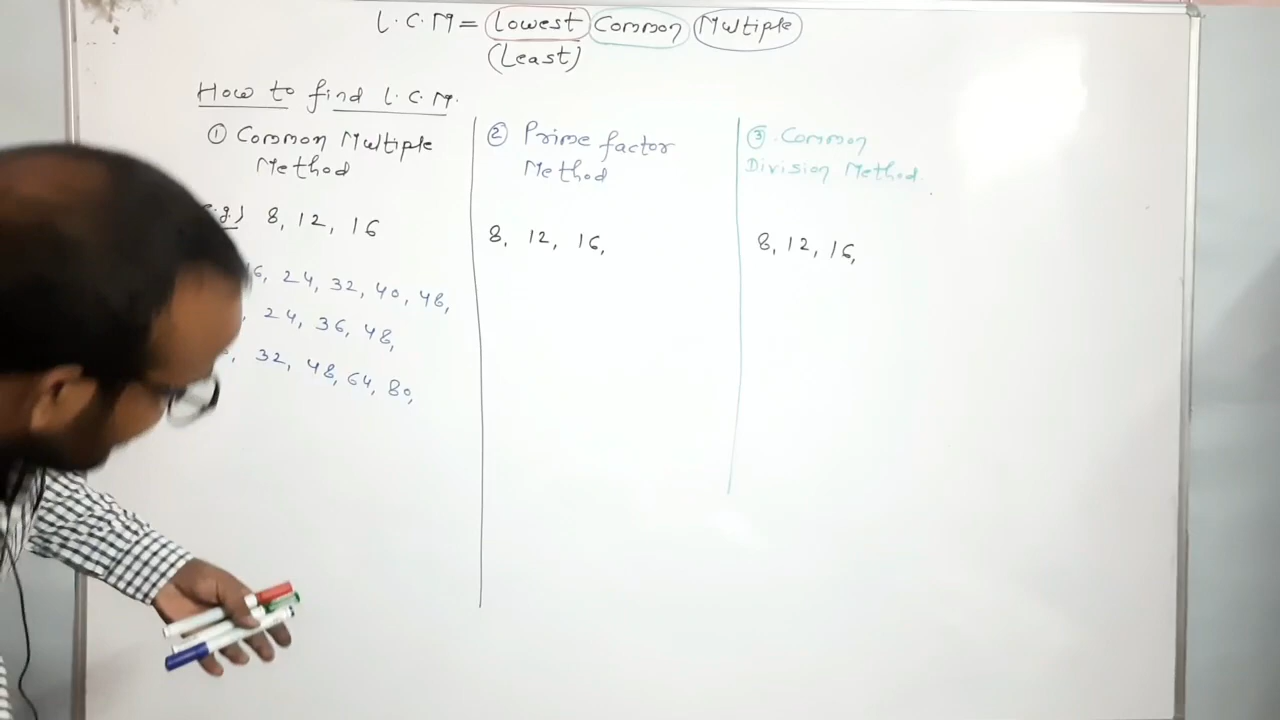 L.C.M = Lowest Common Multiple
(Least)
How to find L.C.M.
① Common Multiple
Method
8, 12, 16
24, 32, 40, 48,
24, 36, 48,
32, 48, 64, 80,
② Prime factor
Method
8, 12, 16,
③ Common
Division Method.
8, 12, 16,